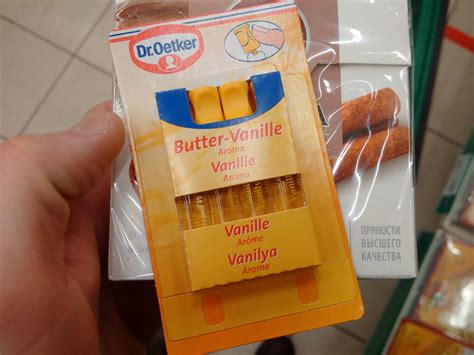 Dr.Oetker
Butter-Vanille
Aroma
Vanille
Aroma
Vanille
Arôme
Vanilya
Aroma
ПРЯНОСТИ
ВЫСШЕГО
КАЧЕСТВА